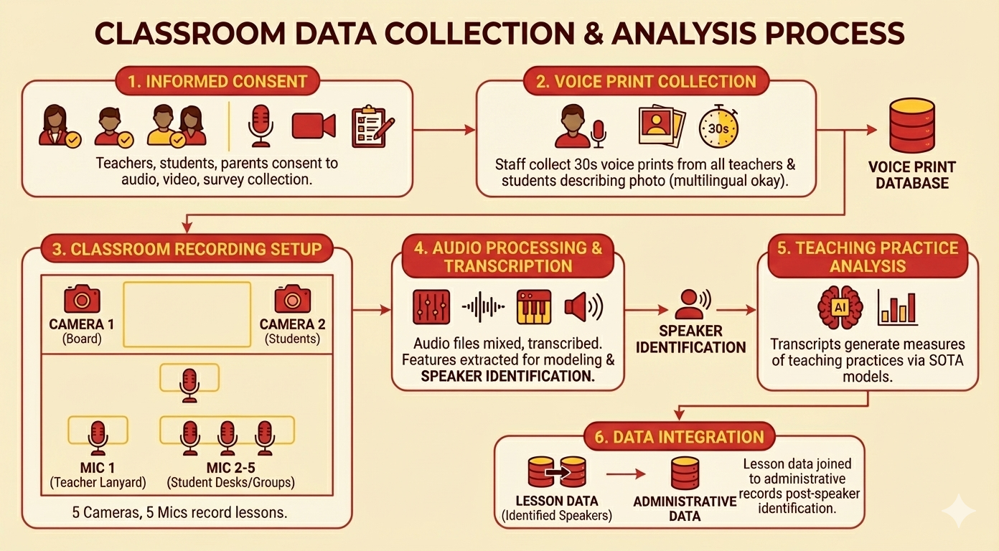 CLASSROOM DATA COLLECTION & ANALYSIS PROCESS
1. INFORMED CONSENT
Teachers, students, parents consent to
audio, video, survey collection.
2. VOICE PRINT COLLECTION
30s
Staff collect 30s voice prints from all teachers &
students describing photo (multilingual okay).
VOICE PRINT
DATABASE
3. CLASSROOM RECORDING SETUP
CAMERA 1
(Board)
CAMERA 2
(Students)
MIC 1
(Teacher Lanyard)
MIC 2-5
(Student Desks/Groups)
5 Cameras, 5 Mics record lessons.
4. AUDIO PROCESSING &
TRANSCRIPTION
Audio files mixed, transcribed.
Features extracted for modeling &
SPEAKER IDENTIFICATION.
SPEAKER
IDENTIFICATION
5. TEACHING PRACTICE
ANALYSIS
AI
Transcripts generate measures
of teaching practices via SOTA
models.
6. DATA INTEGRATION
LESSON DATA
(Identified Speakers)
ADMINISTRATIVE
DATA
Lesson data joined
to administrative
records post-speaker
identification.